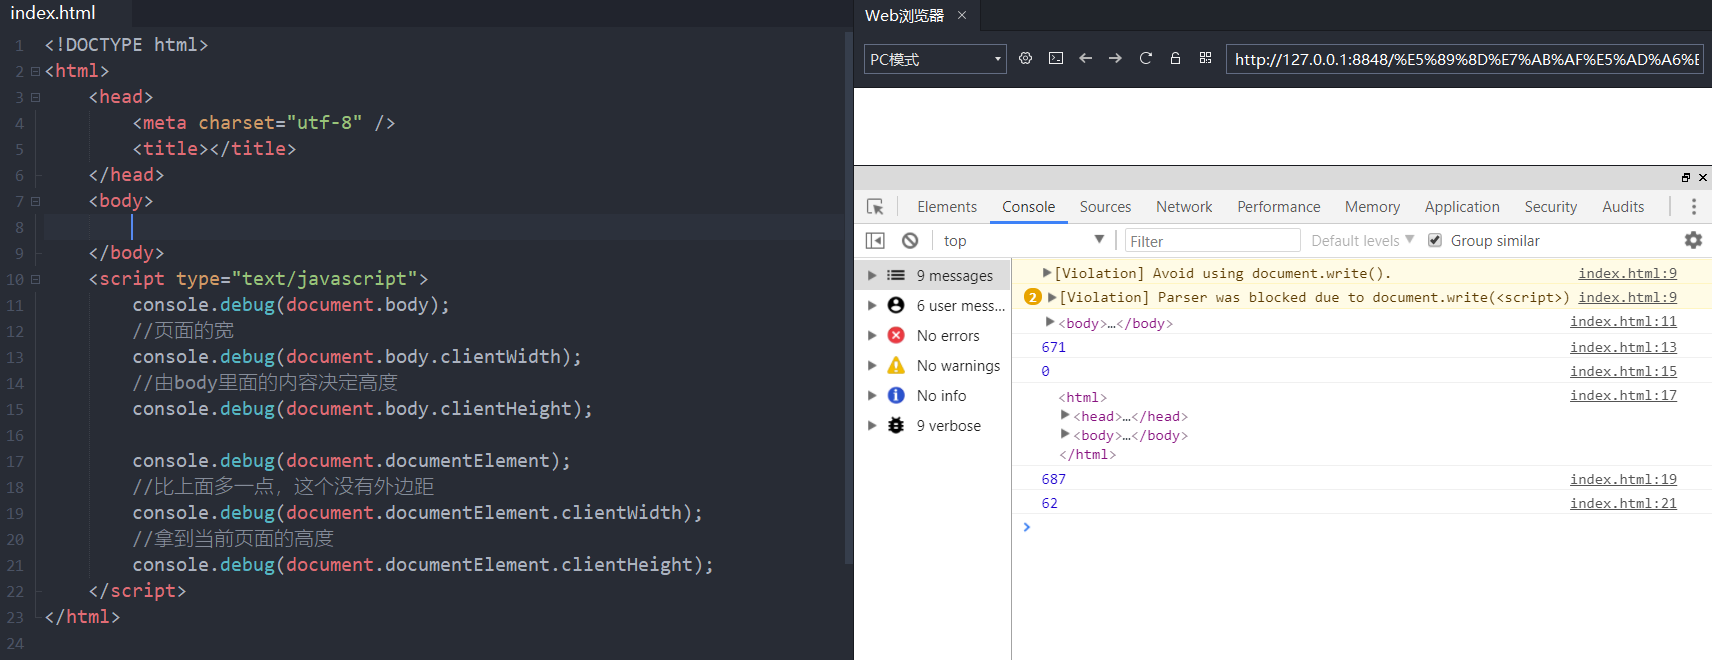 index.html
1 <!DOCTYPE html>
2 <html>
3 <head>
4 <meta charset="utf-8" />
5 <title></title>
6 </head>
7 <body>
8
9 </body>
10 <script type="text/javascript">
11 console.debug(document.body);
12 //页面的宽
13 console.debug(document.body.clientWidth);
14 //由body里面的内容决定高度
15 console.debug(document.body.clientHeight);
16
17 console.debug(document.documentElement);
18 //比上面多一点，这个没有外边距
19 console.debug(document.documentElement.clientWidth);
20 //拿到当前页面的高度
21 console.debug(document.documentElement.clientHeight);
22 </script>
23 </html>
24
Web浏览器
PC模式
http://127.0.0.1:8848/%E5%89%8D%E7%AB%AF%E5%AD%A6%E
Elements Console Sources Network Performance Memory Application Security Audits
top Filter Default levels Group similar
9 messages
6 user mess...
No errors
No warnings
No info
9 verbose
[Violation] Avoid using document.write(). index.html:9
2 [Violation] Parser was blocked due to document.write(<script>) index.html:9
<body>…</body> index.html:11
671 index.html:13
0 index.html:15
<html> index.html:17
<head>…</head>
<body>…</body>
</html>
687 index.html:19
62 index.html:21